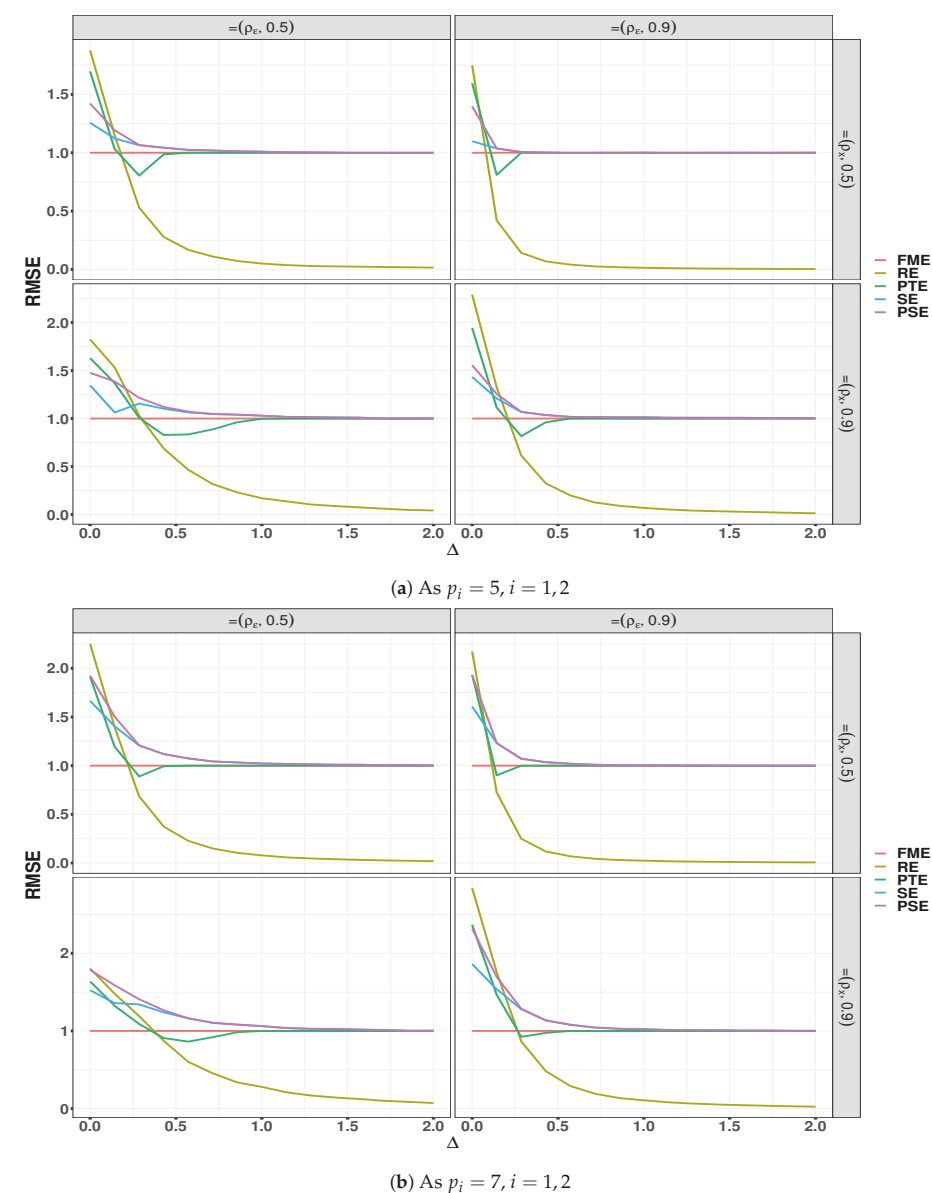 =(ρε, 0.5)
=(ρε, 0.9)
1.5
1.0
0.5
0.0
=(ρx, 0.5)
RMSE
FME
RE
PTE
SE
PSE
2.0
1.5
1.0
0.5
0.0
=(ρx, 0.9)
0.0 0.5 1.0 1.5 2.0
0.0 0.5 1.0 1.5 2.0
Δ
(a) As pi = 5, i = 1, 2
=(ρε, 0.5)
=(ρε, 0.9)
2.0
1.5
1.0
0.5
0.0
=(ρx, 0.5)
RMSE
FME
RE
PTE
SE
PSE
2
1
0
=(ρx, 0.9)
0.0 0.5 1.0 1.5 2.0
0.0 0.5 1.0 1.5 2.0
Δ
(b) As pi = 7, i = 1, 2